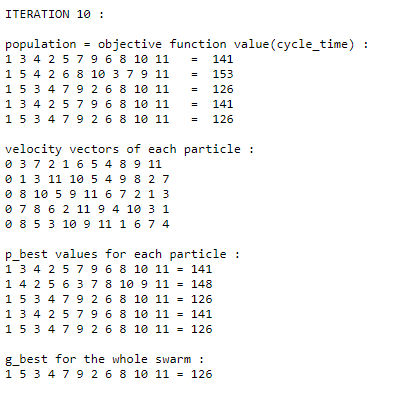 ITERATION 10 :
population = objective function value(cycle_time) :
1 3 4 2 5 7 9 6 8 10 11 = 141
1 5 4 2 6 8 10 3 7 9 11 = 153
1 5 3 4 7 9 2 6 8 10 11 = 126
1 3 4 2 5 7 9 6 8 10 11 = 141
1 5 3 4 7 9 2 6 8 10 11 = 126
velocity vectors of each particle :
0 3 7 2 1 6 5 4 8 9 11
0 1 3 11 10 5 4 9 8 2 7
0 8 10 5 9 11 6 7 2 1 3
0 7 8 6 2 11 9 4 10 3 1
0 8 5 3 10 9 11 1 6 7 4
p_best values for each particle :
1 3 4 2 5 7 9 6 8 10 11 = 141
1 4 2 5 6 3 7 8 10 9 11 = 148
1 5 3 4 7 9 2 6 8 10 11 = 126
1 3 4 2 5 7 9 6 8 10 11 = 141
1 5 3 4 7 9 2 6 8 10 11 = 126
g_best for the whole swarm :
1 5 3 4 7 9 2 6 8 10 11 = 126